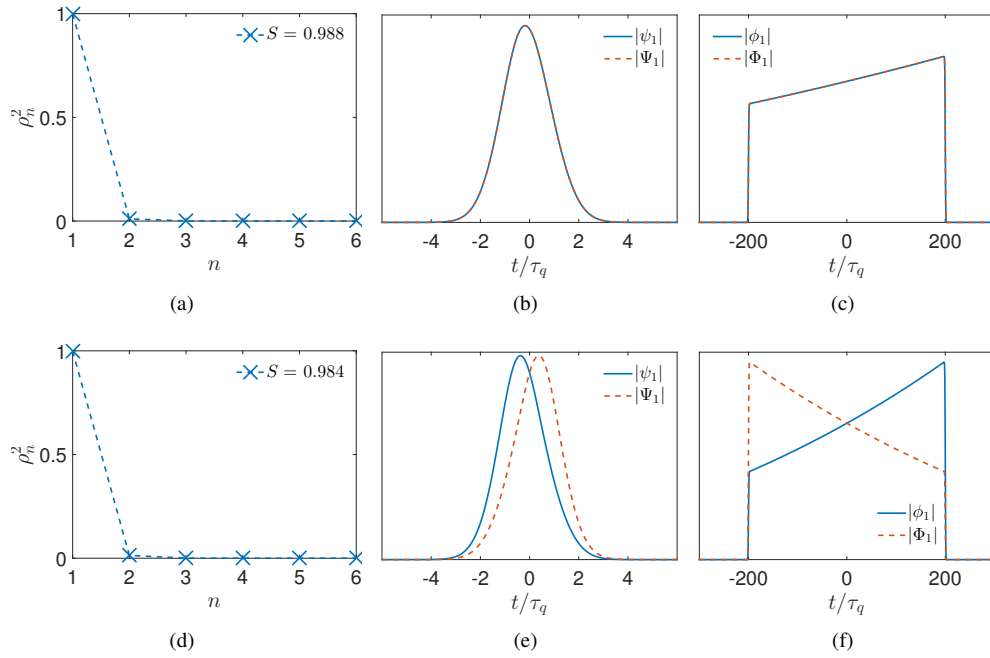 1
0.5
0
ρ_n^2
S = 0.988
1 2 3 4 5 6
n
(a)
|ψ_1|
|Ψ_1|
-4 -2 0 2 4
t/τ_q
(b)
|ϕ_1|
|Φ_1|
-200 0 200
t/τ_q
(c)
1
0.5
0
ρ_n^2
S = 0.984
1 2 3 4 5 6
n
(d)
|ψ_1|
|Ψ_1|
-4 -2 0 2 4
t/τ_q
(e)
|ϕ_1|
|Φ_1|
-200 0 200
t/τ_q
(f)